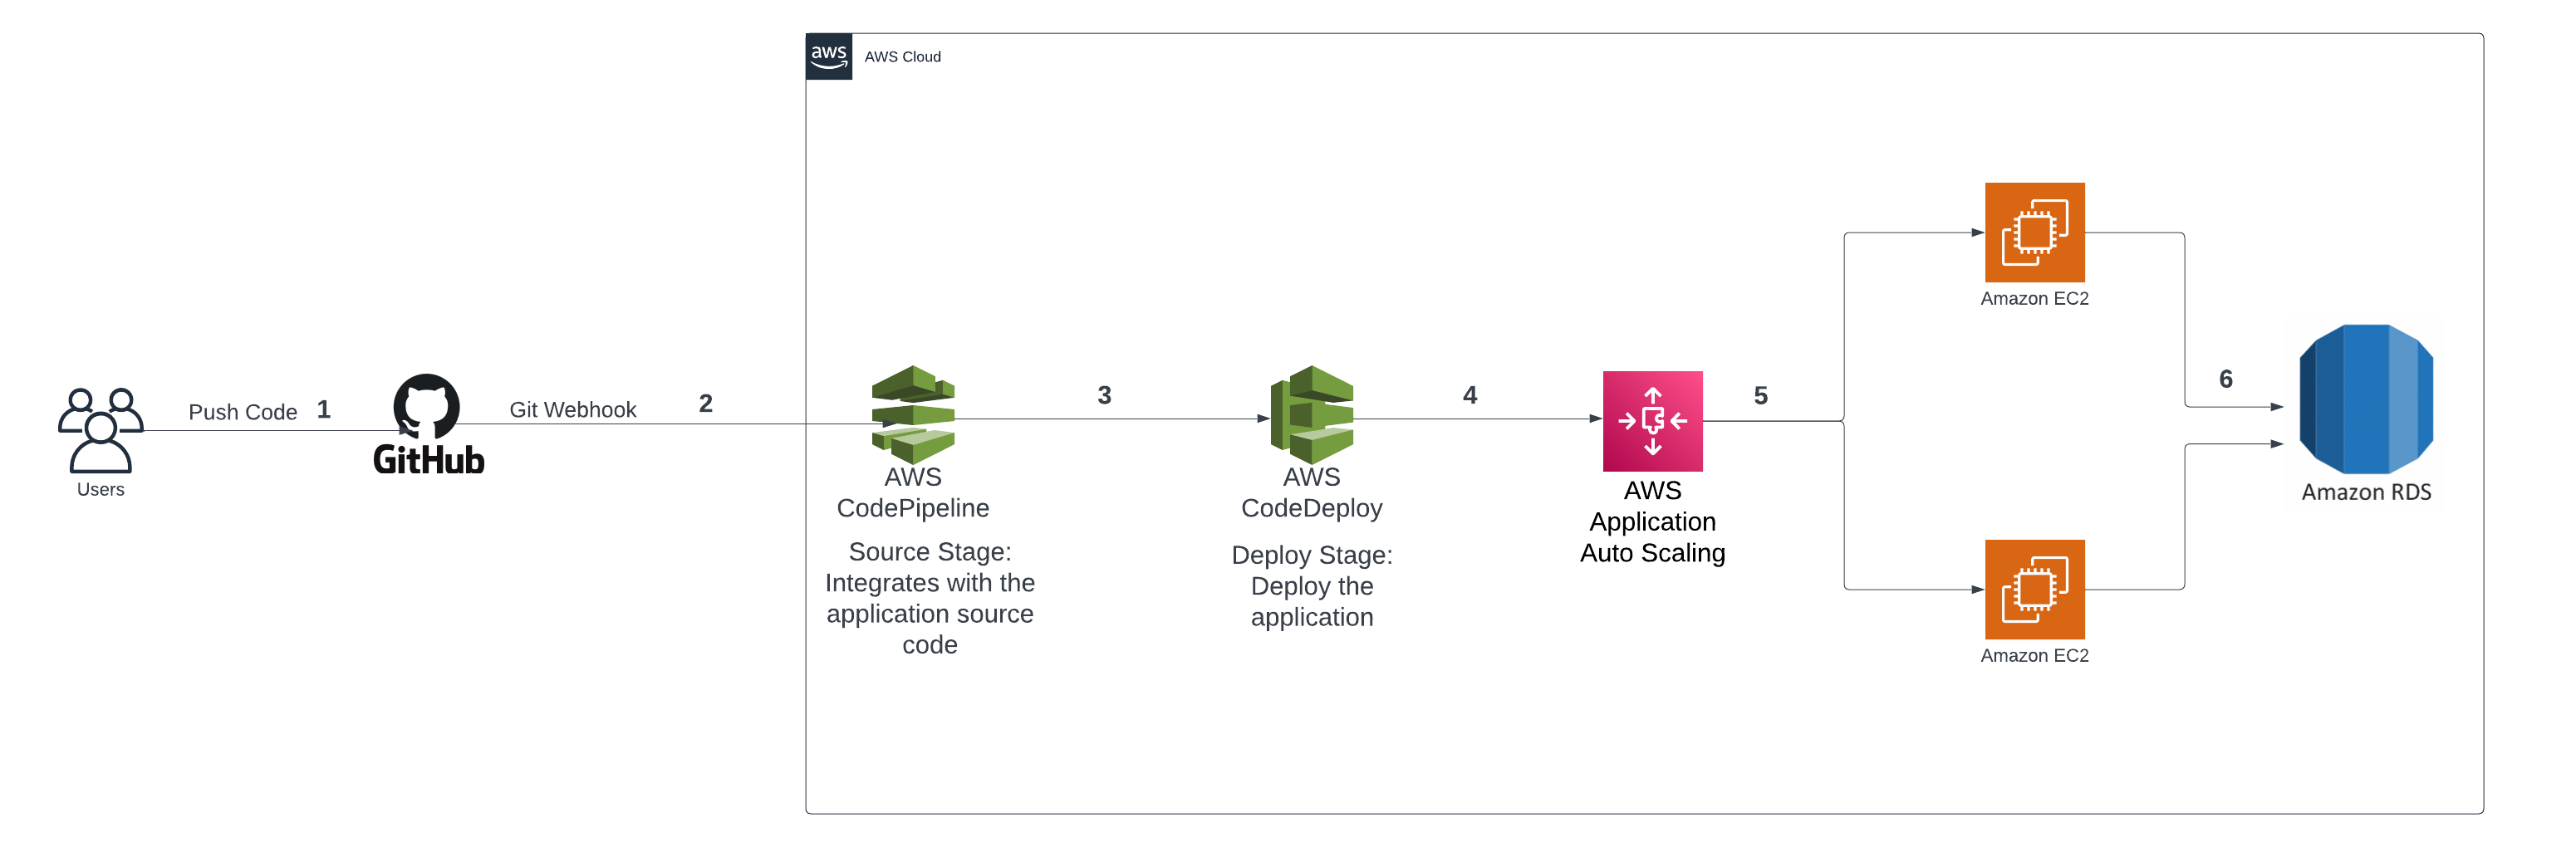 aws
AWS Cloud
Push Code
1
Git Webhook
2
3
4
5
6
GitHub
Users
AWS
CodePipeline
Source Stage:
Integrates with the
application source
code
AWS
CodeDeploy
Deploy Stage:
Deploy the
application
AWS
Application
Auto Scaling
Amazon EC2
Amazon EC2
Amazon RDS